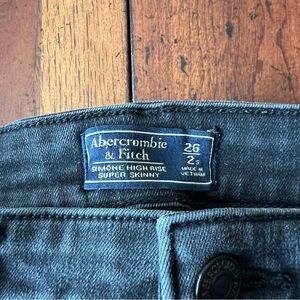 Abercrombie
& Fitch
SIMONE HIGH RISE
SUPER SKINNY
26
2s
MADE IN
VIETNAM